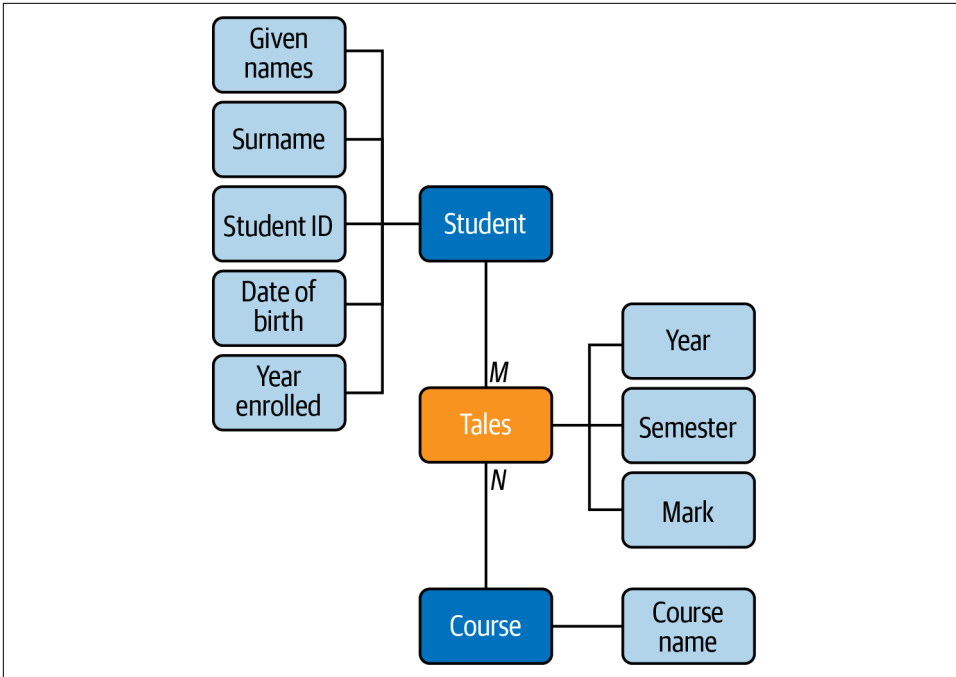 Given
names
Surname
Student ID
Date of
birth
Year
enrolled
Student
M
Tales
N
Year
Semester
Mark
Course
Course
name